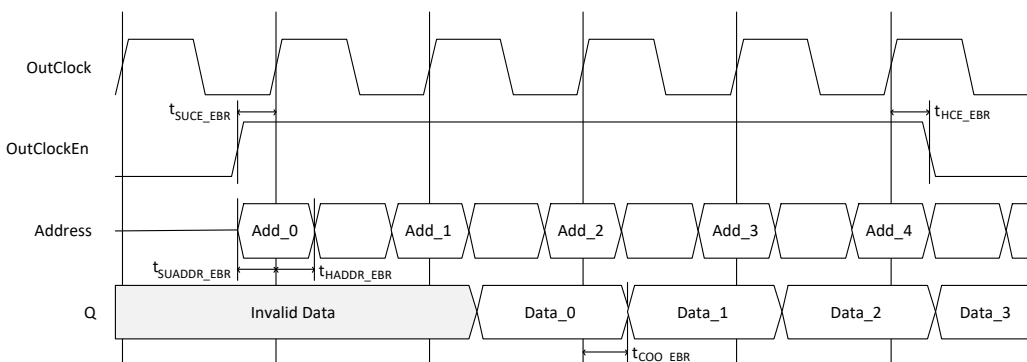 OutClock
tSUCE_EBR
tHCE_EBR
OutClockEn
Address
Add_0
Add_1
Add_2
Add_3
Add_4
tSUADDR_EBR
tHADDR_EBR
Q
Invalid Data
Data_0
Data_1
Data_2
Data_3
tCOO_EBR